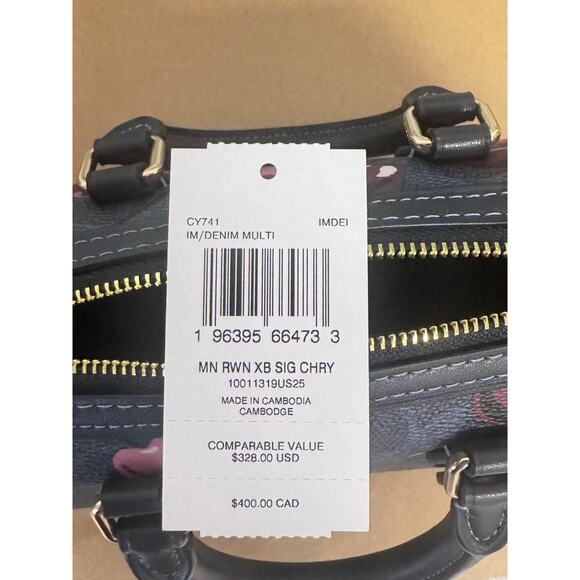 CY741 IMDEI
IM/DENIM MULTI
1 96395 66473 3
MN RWN XB SIG CHRY
10011319US25
MADE IN CAMBODIA
CAMBODGE
COMPARABLE VALUE
$328.00 USD
$400.00 CAD